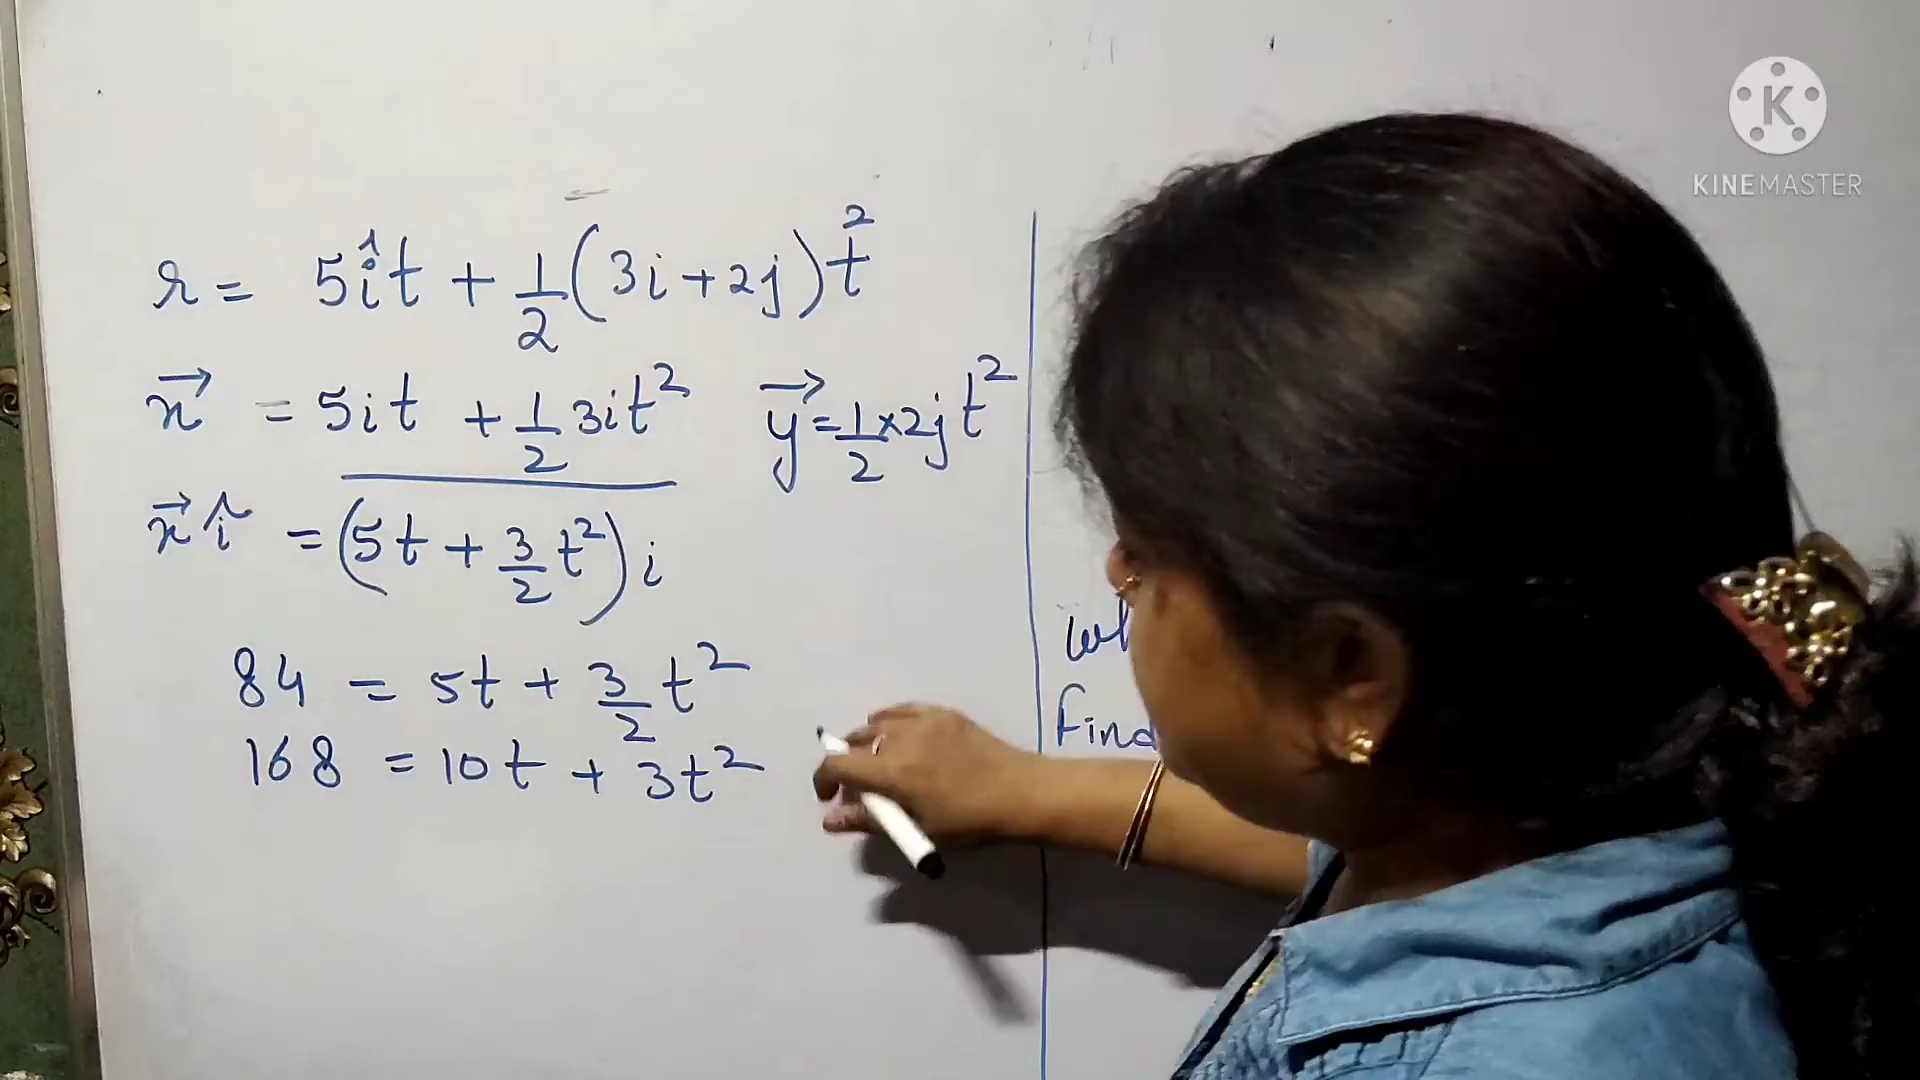 KINEMASTER
r = 5î t + 1/2 (3i + 2j) t²
x⃗ = 5it + 1/2 3it² y⃗ = 1/2 × 2j t²
x⃗ î = (5t + 3/2 t²) i
84 = 5t + 3/2 t²
168 = 10t + 3t²
Find